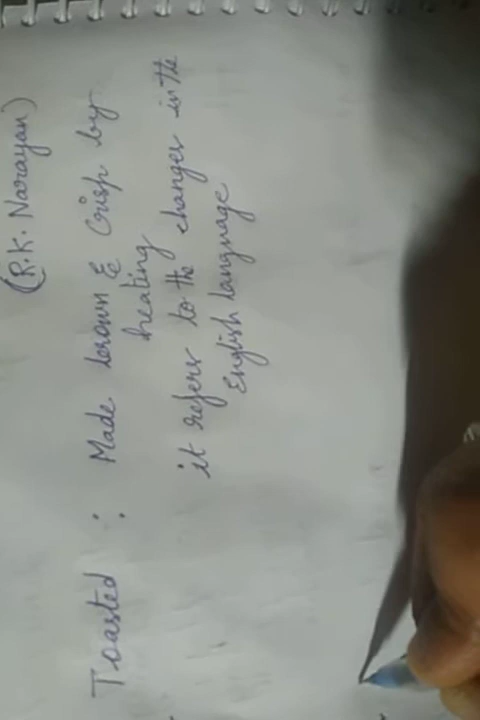 (R.K. Narayan)
Toasted : Made brown & Crisp by
heating
it refers to the changes in the
English language